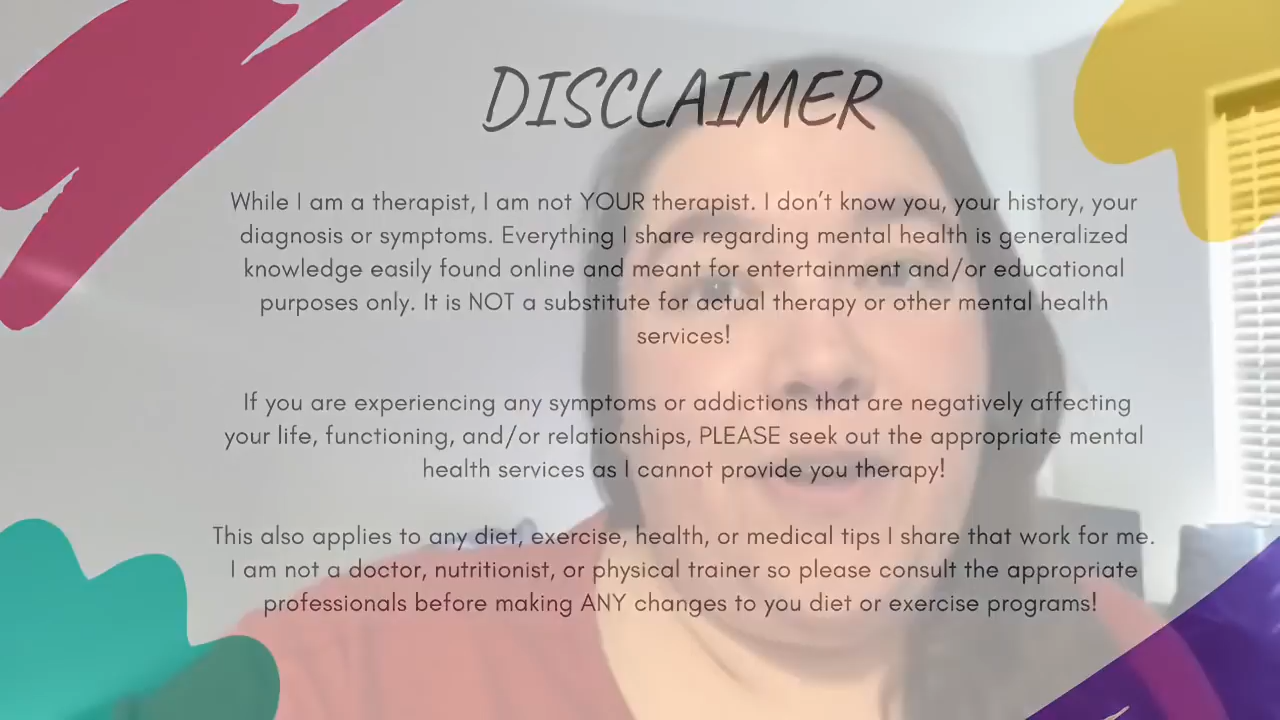 DISCLAIMER
While I am a therapist, I am not YOUR therapist. I don't know you, your history, your
diagnosis or symptoms. Everything I share regarding mental health is generalized
knowledge easily found online and meant for entertainment and/or educational
purposes only. It is NOT a substitute for actual therapy or other mental health
services!
If you are experiencing any symptoms or addictions that are negatively affecting
your life, functioning, and/or relationships, PLEASE seek out the appropriate mental
health services as I cannot provide you therapy!
This also applies to any diet, exercise, health, or medical tips I share that work for me.
I am not a doctor, nutritionist, or physical trainer so please consult the appropriate
professionals before making ANY changes to you diet or exercise programs!